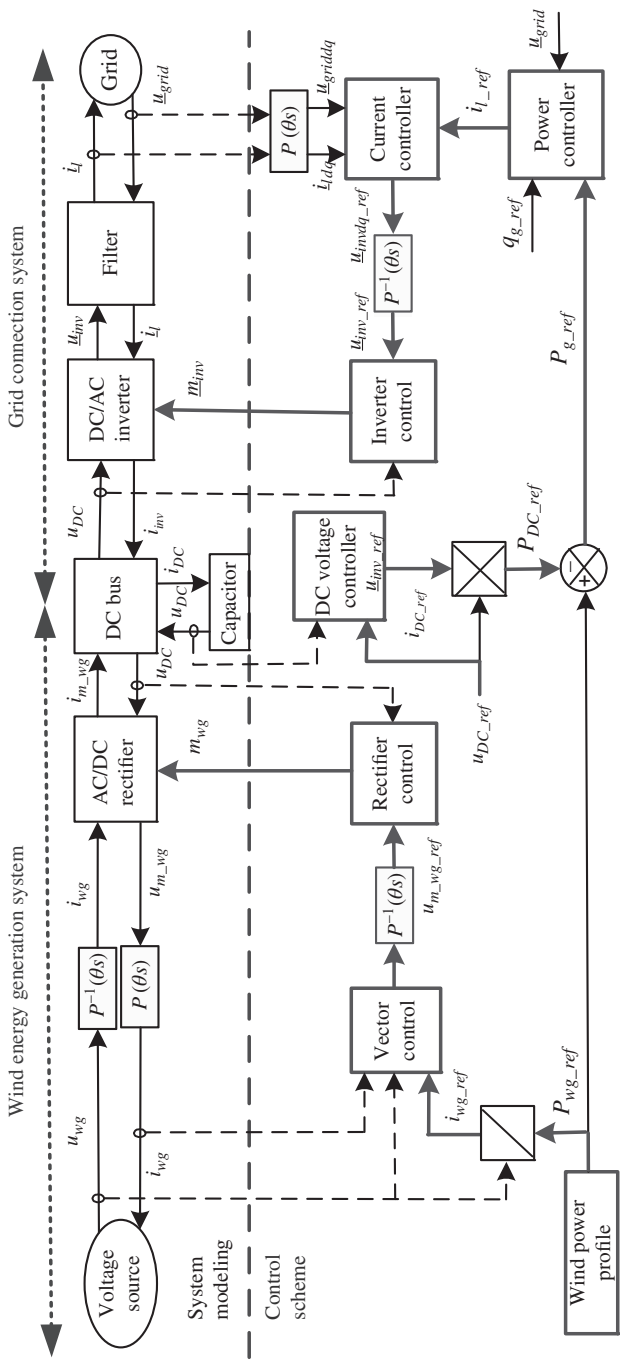 Wind energy generation system
Grid connection system
Voltage
source
u_wg
i_wg
P⁻¹(θs)
P(θs)
i_wg
u_m_wg
AC/DC
rectifier
i_m_wg
u_DC
DC bus
u_DC
i_DC
Capacitor
u_DC
i_inv
DC/AC
inverter
u_inv
i_l
Filter
i_l
u_grid
Grid
System
modeling
Control
scheme
m_wg
m_inv
Vector
control
P⁻¹(θs)
u_m_wg_ref
Rectifier
control
DC voltage
controller
u_inv_ref
Inverter
control
u_inv_ref
P⁻¹(θs)
u_invdq_ref
Current
controller
i_ldq
P(θs)
u_griddq
i_wg_ref
i_DC_ref
u_DC_ref
i_l_ref
Power
controller
q_g_ref
u_grid
P_wg_ref
P_DC_ref
P_g_ref
+ −
Wind power
profile